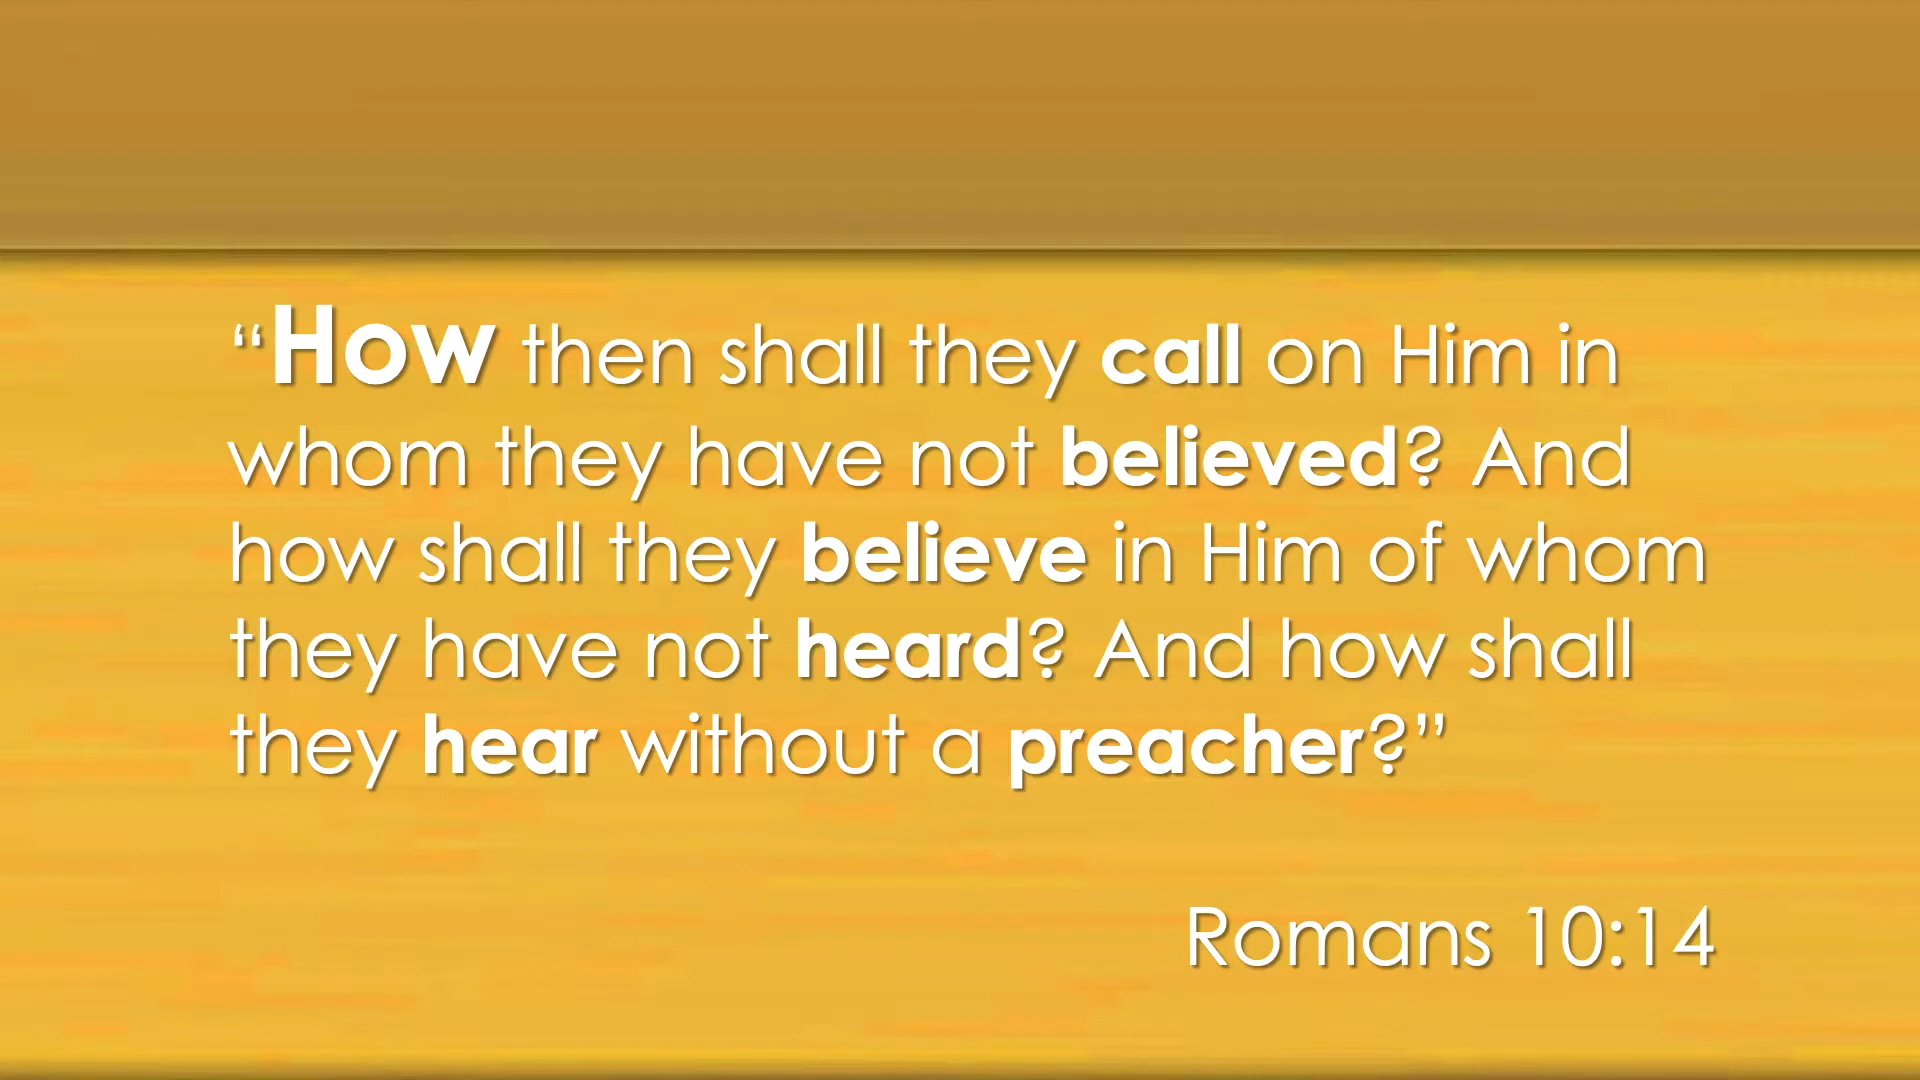 “How then shall they call on Him in
whom they have not believed? And
how shall they believe in Him of whom
they have not heard? And how shall
they hear without a preacher?”
Romans 10:14